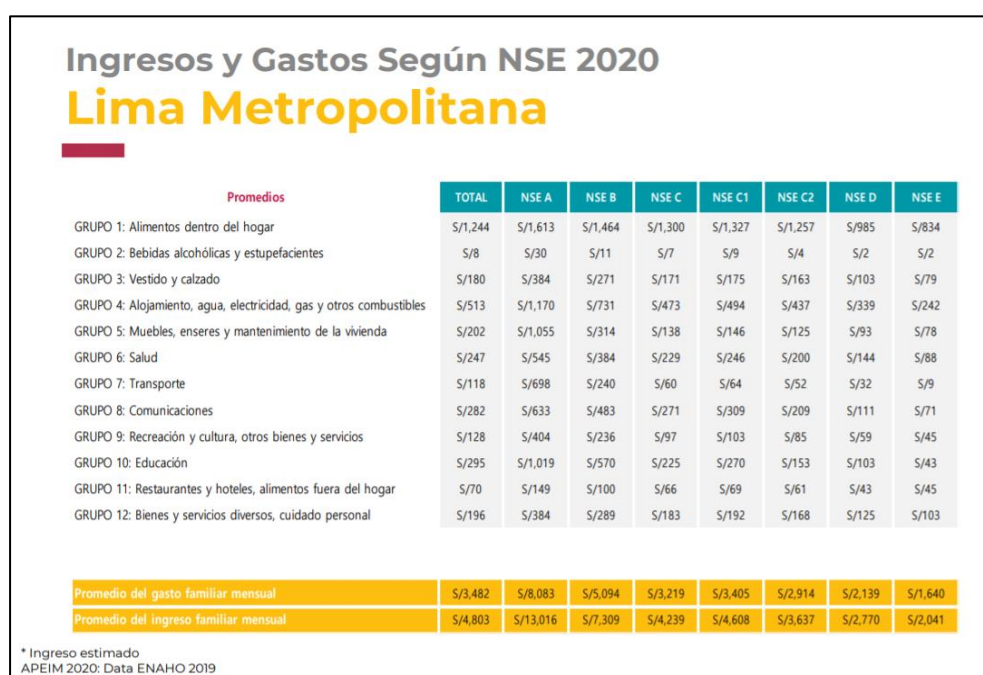 Ingresos y Gastos Según NSE 2020
Lima Metropolitana
Promedios TOTAL NSE A NSE B NSE C NSE C1 NSE C2 NSE D NSE E
GRUPO 1: Alimentos dentro del hogar S/1,244 S/1,613 S/1,464 S/1,300 S/1,327 S/1,257 S/985 S/834
GRUPO 2: Bebidas alcohólicas y estupefacientes S/8 S/30 S/11 S/7 S/9 S/4 S/2 S/2
GRUPO 3: Vestido y calzado S/180 S/384 S/271 S/171 S/175 S/163 S/103 S/79
GRUPO 4: Alojamiento, agua, electricidad, gas y otros combustibles S/513 S/1,170 S/731 S/473 S/494 S/437 S/339 S/242
GRUPO 5: Muebles, enseres y mantenimiento de la vivienda S/202 S/1,055 S/314 S/138 S/146 S/125 S/93 S/78
GRUPO 6: Salud S/247 S/545 S/384 S/229 S/246 S/200 S/144 S/88
GRUPO 7: Transporte S/118 S/698 S/240 S/60 S/64 S/52 S/32 S/9
GRUPO 8: Comunicaciones S/282 S/633 S/483 S/271 S/309 S/209 S/111 S/71
GRUPO 9: Recreación y cultura, otros bienes y servicios S/128 S/404 S/236 S/97 S/103 S/85 S/59 S/45
GRUPO 10: Educación S/295 S/1,019 S/570 S/225 S/270 S/153 S/103 S/43
GRUPO 11: Restaurantes y hoteles, alimentos fuera del hogar S/70 S/149 S/100 S/66 S/69 S/61 S/43 S/45
GRUPO 12: Bienes y servicios diversos, cuidado personal S/196 S/384 S/289 S/183 S/192 S/168 S/125 S/103
Promedio del gasto familiar mensual S/3,482 S/8,083 S/5,094 S/3,219 S/3,405 S/2,914 S/2,139 S/1,640
Promedio del ingreso familiar mensual S/4,803 S/13,016 S/7,309 S/4,239 S/4,608 S/3,637 S/2,770 S/2,041
* Ingreso estimado
APEIM 2020: Data ENAHO 2019